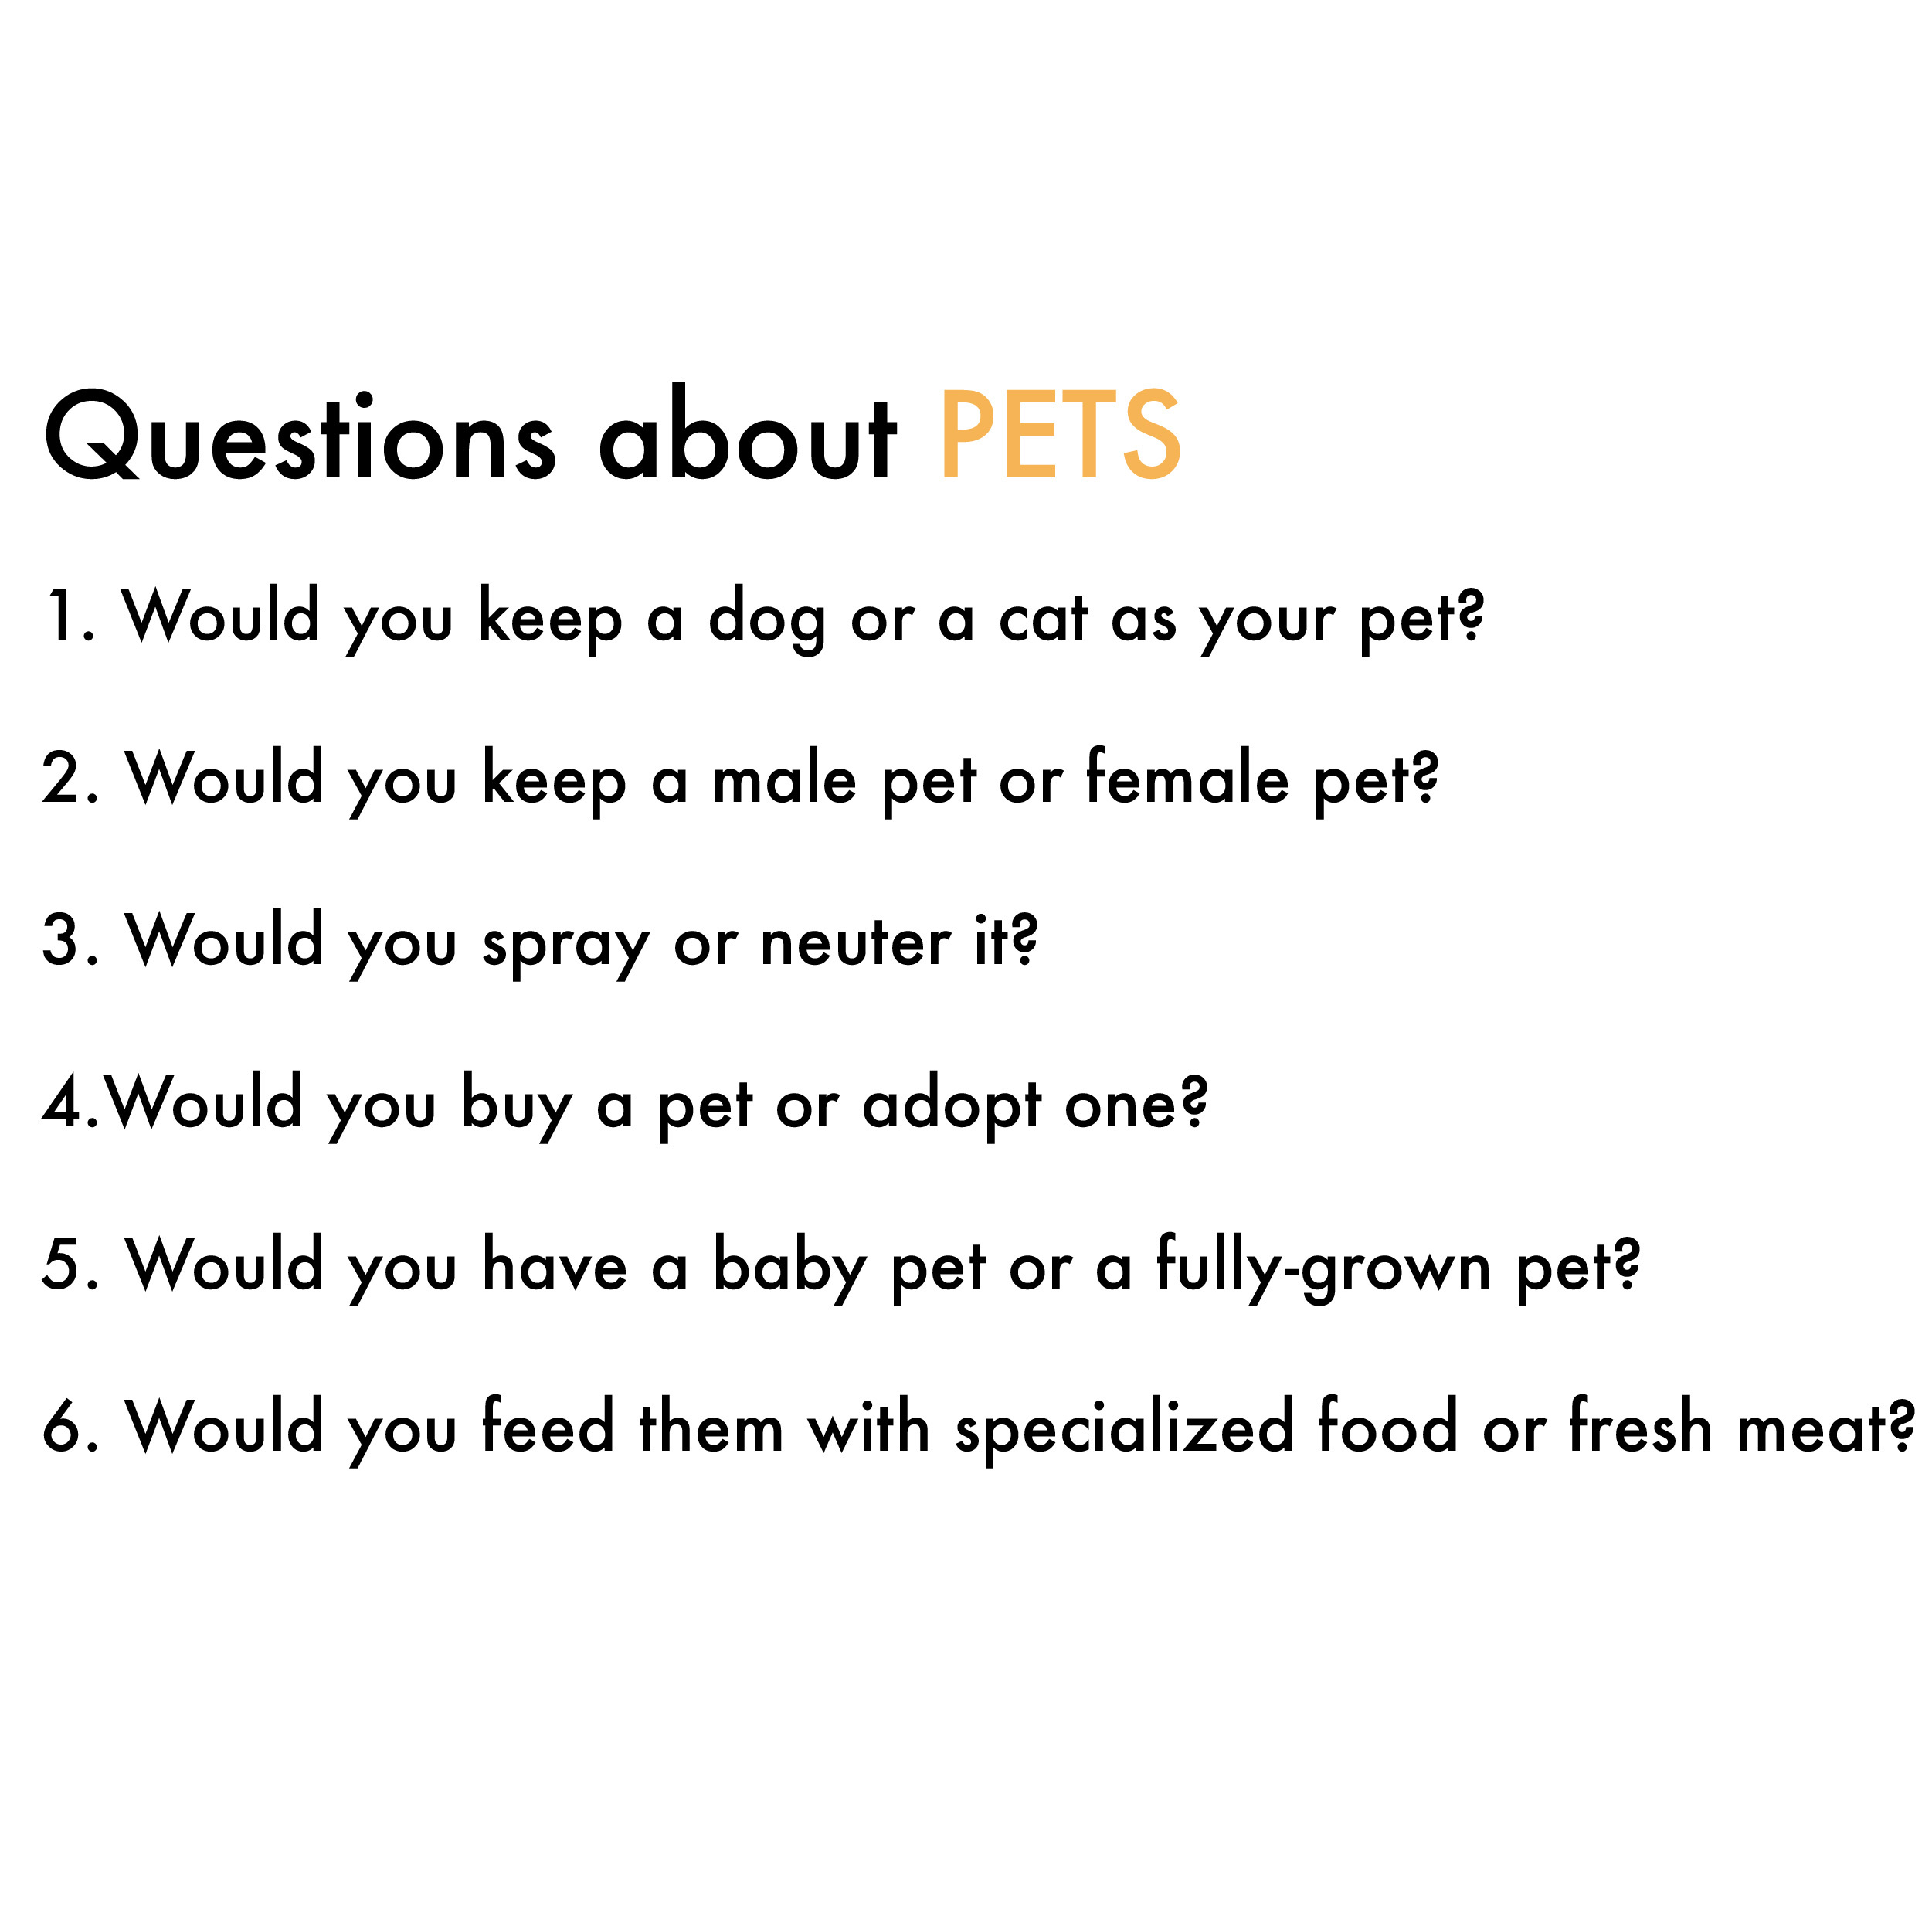 Questions about PETS
1. Would you keep a dog or a cat as your pet?
2. Would you keep a male pet or female pet?
3. Would you spray or neuter it?
4.Would you buy a pet or adopt one?
5. Would you have a baby pet or a fully-grown pet?
6. Would you feed them with specialized food or fresh meat?